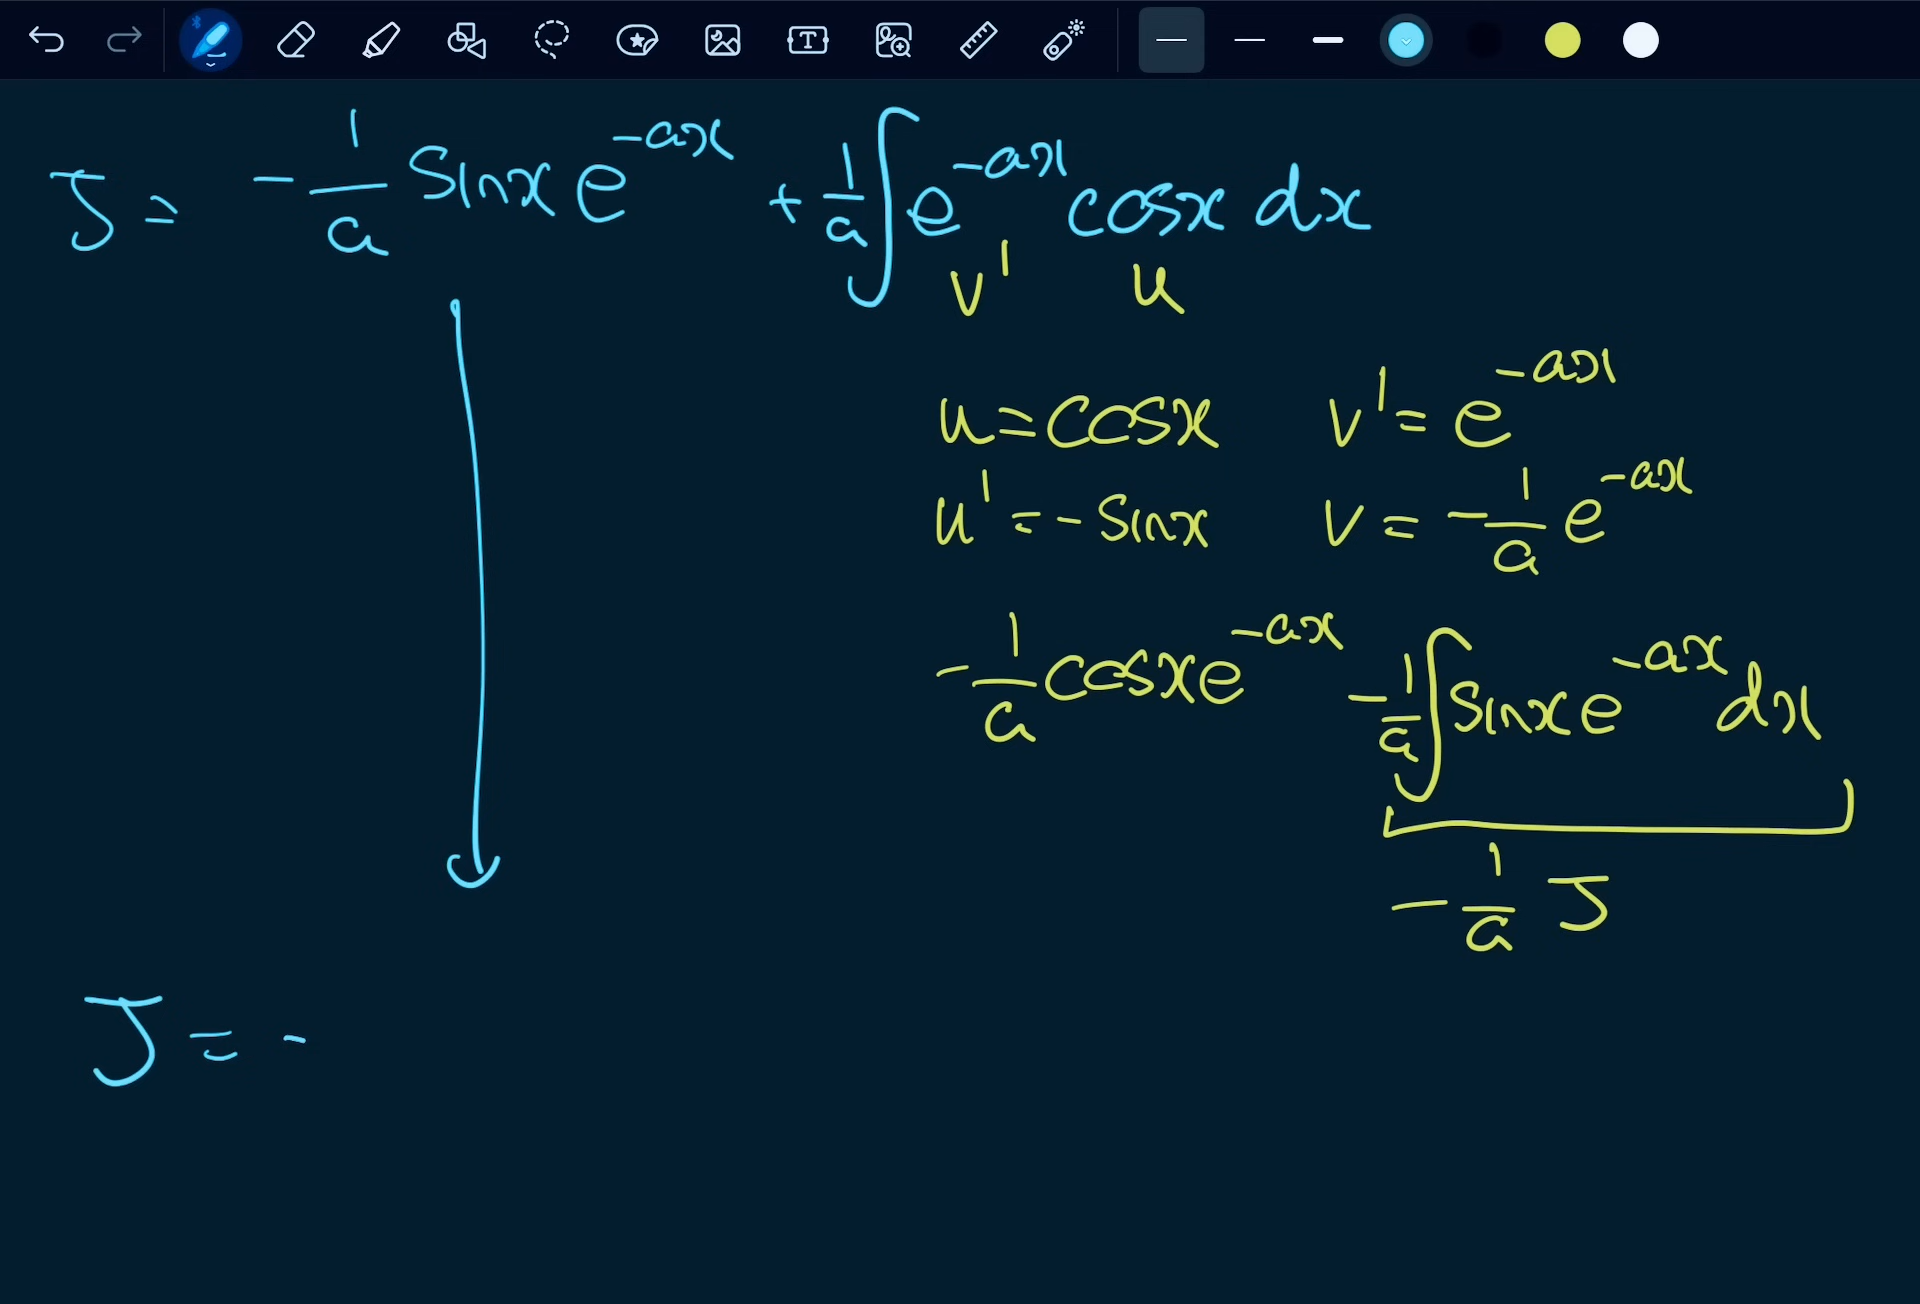 J = -1/a sinx e^{-ax} + 1/a ∫ e^{-ax} cosx dx
v' u
u = cosx v' = e^{-ax}
u' = -sinx v = -1/a e^{-ax}
-1/a cosx e^{-ax} -1/a ∫ sinx e^{-ax} dx
-1/a J
J = -